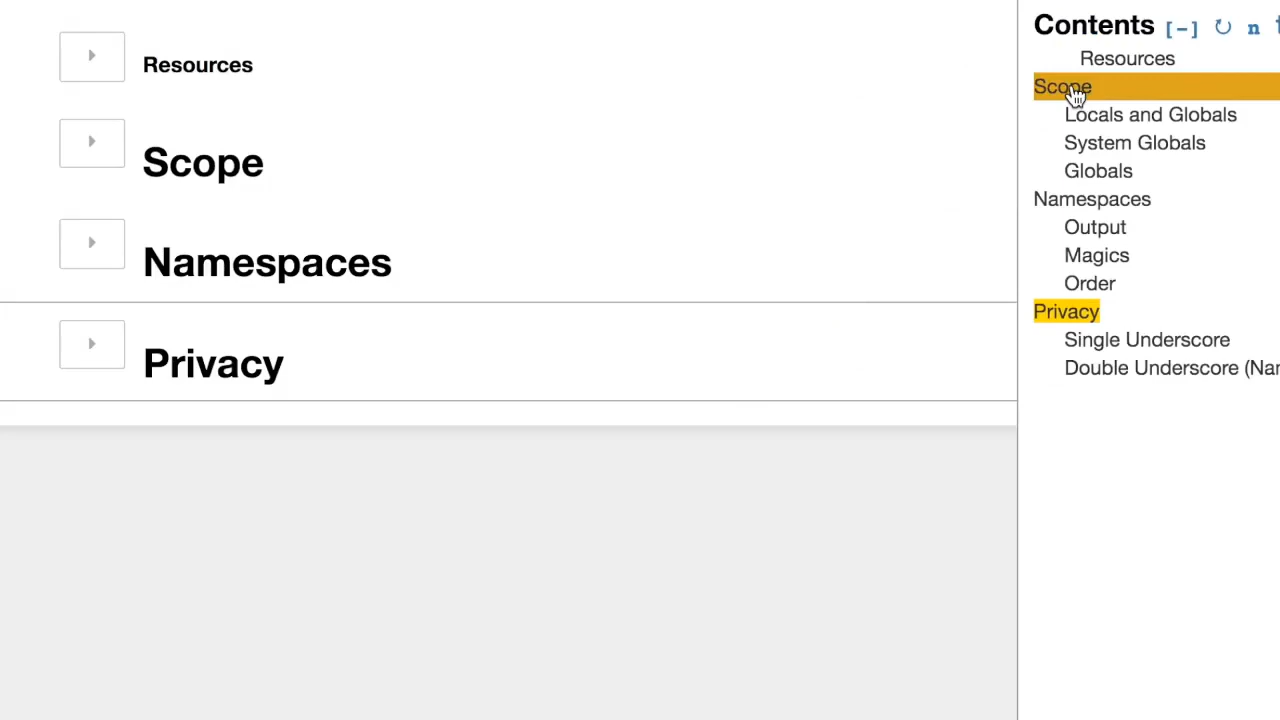 Resources
Scope
Namespaces
Privacy
Contents [-] n
Resources
Scope
Locals and Globals
System Globals
Globals
Namespaces
Output
Magics
Order
Privacy
Single Underscore
Double Underscore